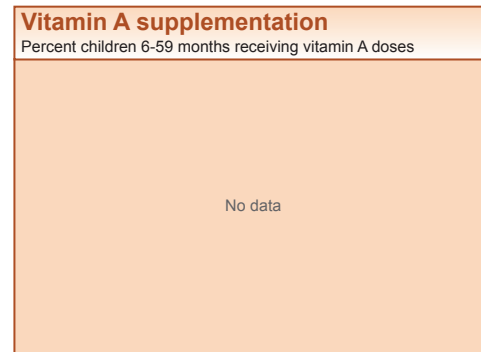 Vitamin A supplementation
Percent children 6-59 months receiving vitamin A doses
No data